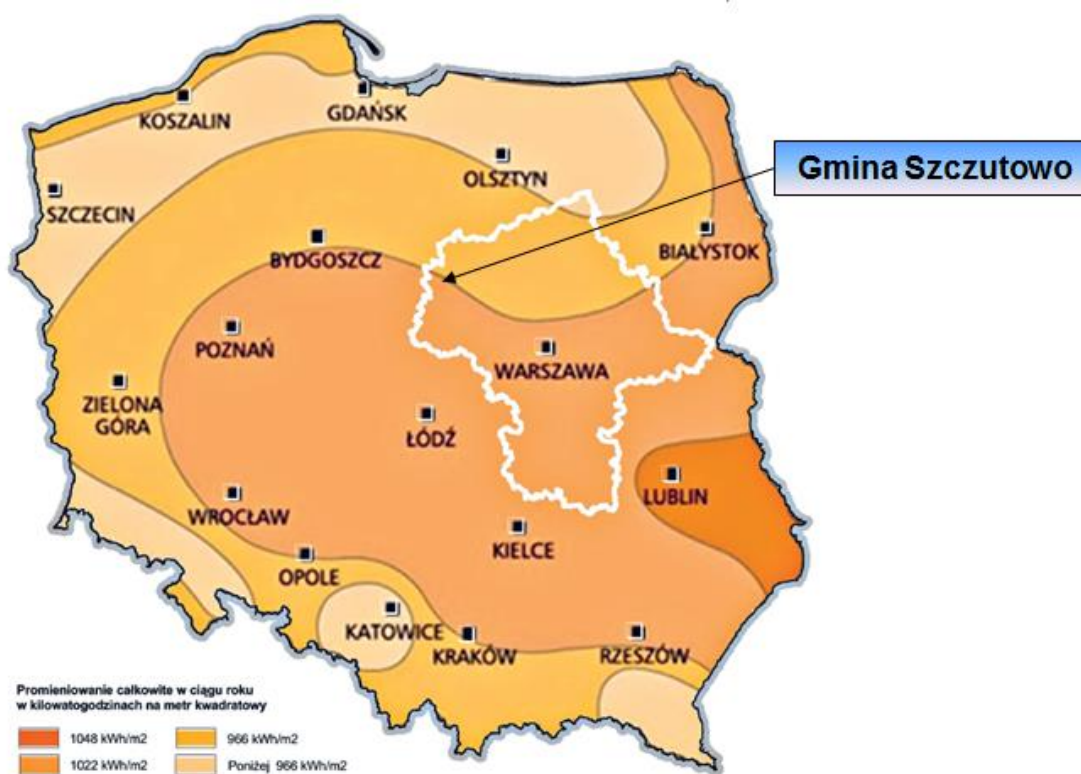 GDAŃSK
KOSZALIN
Gmina Szczutowo
OLSZTYN
SZCZECIN
BIAŁYSTOK
BYDGOSZCZ
POZNAŃ
WARSZAWA
ZIELONA
GÓRA
ŁÓDŹ
LUBLIN
WROCŁAW
KIELCE
OPOLE
KATOWICE
KRAKÓW
RZESZÓW
Promieniowanie całkowite w ciągu roku
w kilowatogodzinach na metr kwadratowy
1048 kWh/m2 966 kWh/m2
1022 kWh/m2 Poniżej 966 kWh/m2